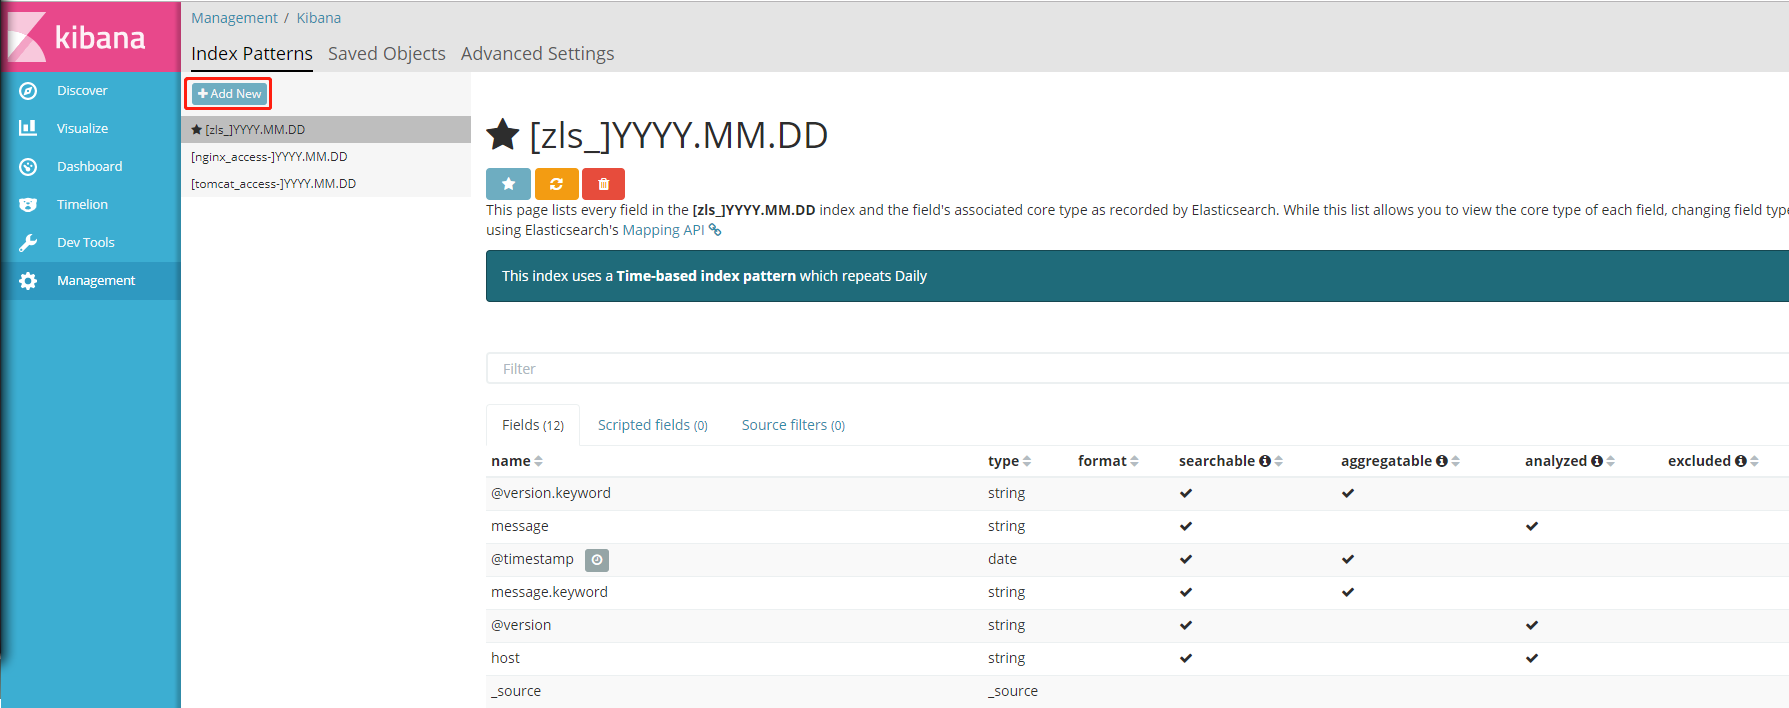 kibana
Discover
Visualize
Dashboard
Timelion
Dev Tools
Management
Management / Kibana
Index Patterns Saved Objects Advanced Settings
+ Add New
[zls_]YYYY.MM.DD
[nginx_access-]YYYY.MM.DD
[tomcat_access-]YYYY.MM.DD
[zls_]YYYY.MM.DD
This page lists every field in the [zls_]YYYY.MM.DD index and the field's associated core type as recorded by Elasticsearch. While this list allows you to view the core type of each field, changing field type
using Elasticsearch's Mapping API
This index uses a Time-based index pattern which repeats Daily
Filter
Fields (12) Scripted fields (0) Source filters (0)
name type format searchable aggregatable analyzed excluded
@version.keyword string
message string
@timestamp date
message.keyword string
@version string
host string
_source _source